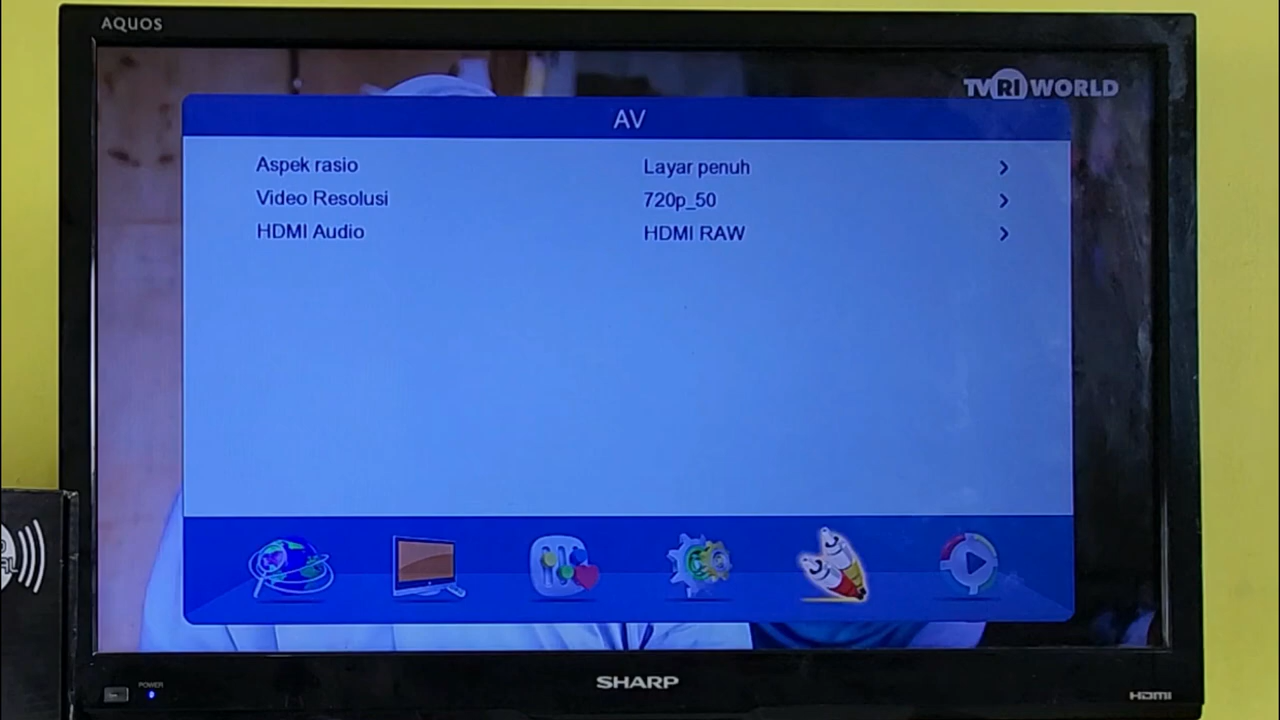 AQUOS
TVRI WORLD
AV
Aspek rasio Layar penuh >
Video Resolusi 720p_50 >
HDMI Audio HDMI RAW >
POWER
SHARP
HDMI